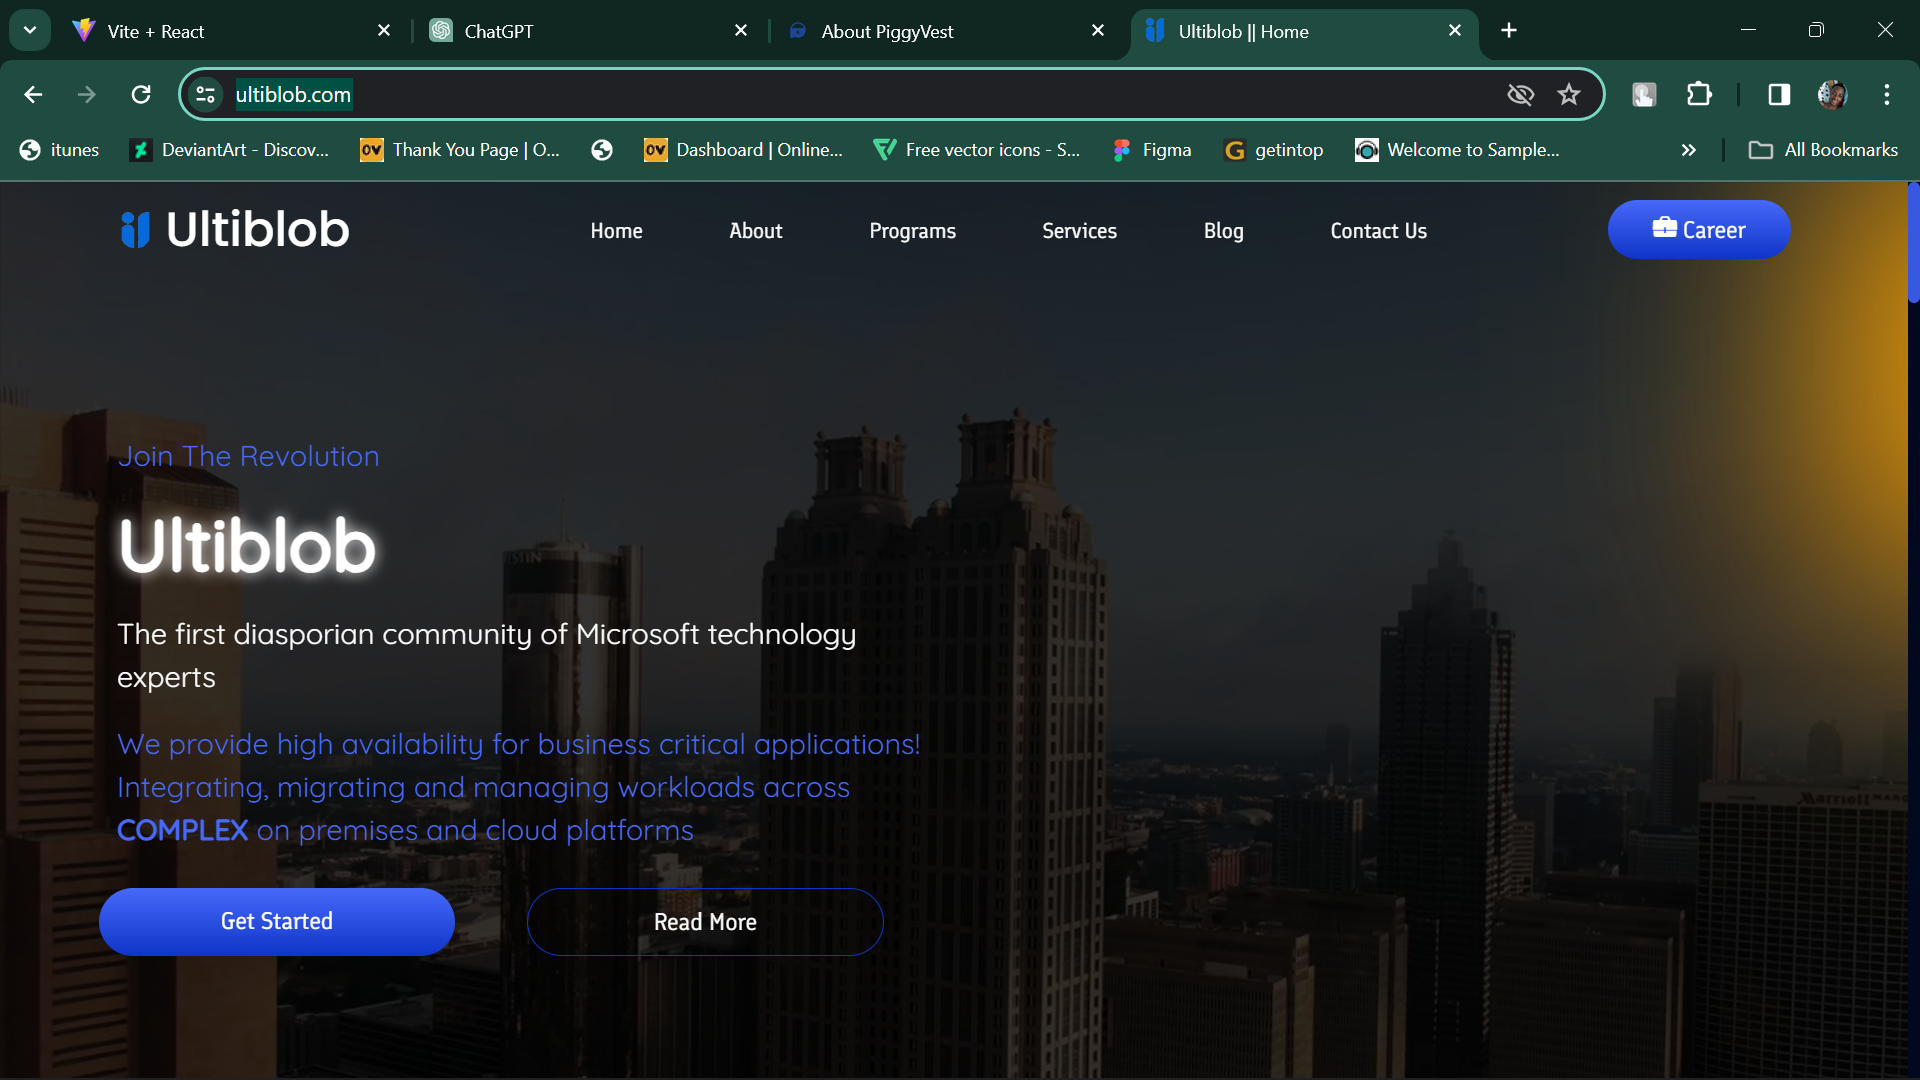 Vite + React
ChatGPT
About PiggyVest
Ultiblob || Home
ultiblob.com
itunes
DeviantArt - Discov...
OV Thank You Page | O...
OV Dashboard | Online...
Free vector icons - S...
Figma
G getintop
Welcome to Sample...
All Bookmarks
Ultiblob
Home
About
Programs
Services
Blog
Contact Us
Career
Join The Revolution
Ultiblob
The first diasporian community of Microsoft technology
experts
We provide high availability for business critical applications!
Integrating, migrating and managing workloads across
COMPLEX on premises and cloud platforms
Get Started
Read More
Marriott